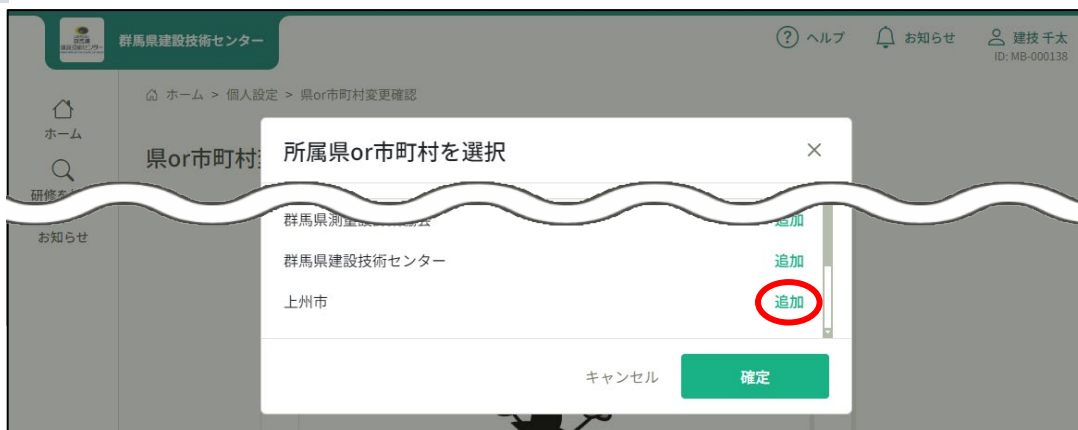 群馬県建設技術センター
ヘルプ
お知らせ
建技 千太
ID: MB-000138
ホーム > 個人設定 > 県or市町村変更確認
ホーム
県or市町村
所属県or市町村を選択
×
お知らせ
追加
群馬県建設技術センター 追加
上州市 追加
キャンセル 確定